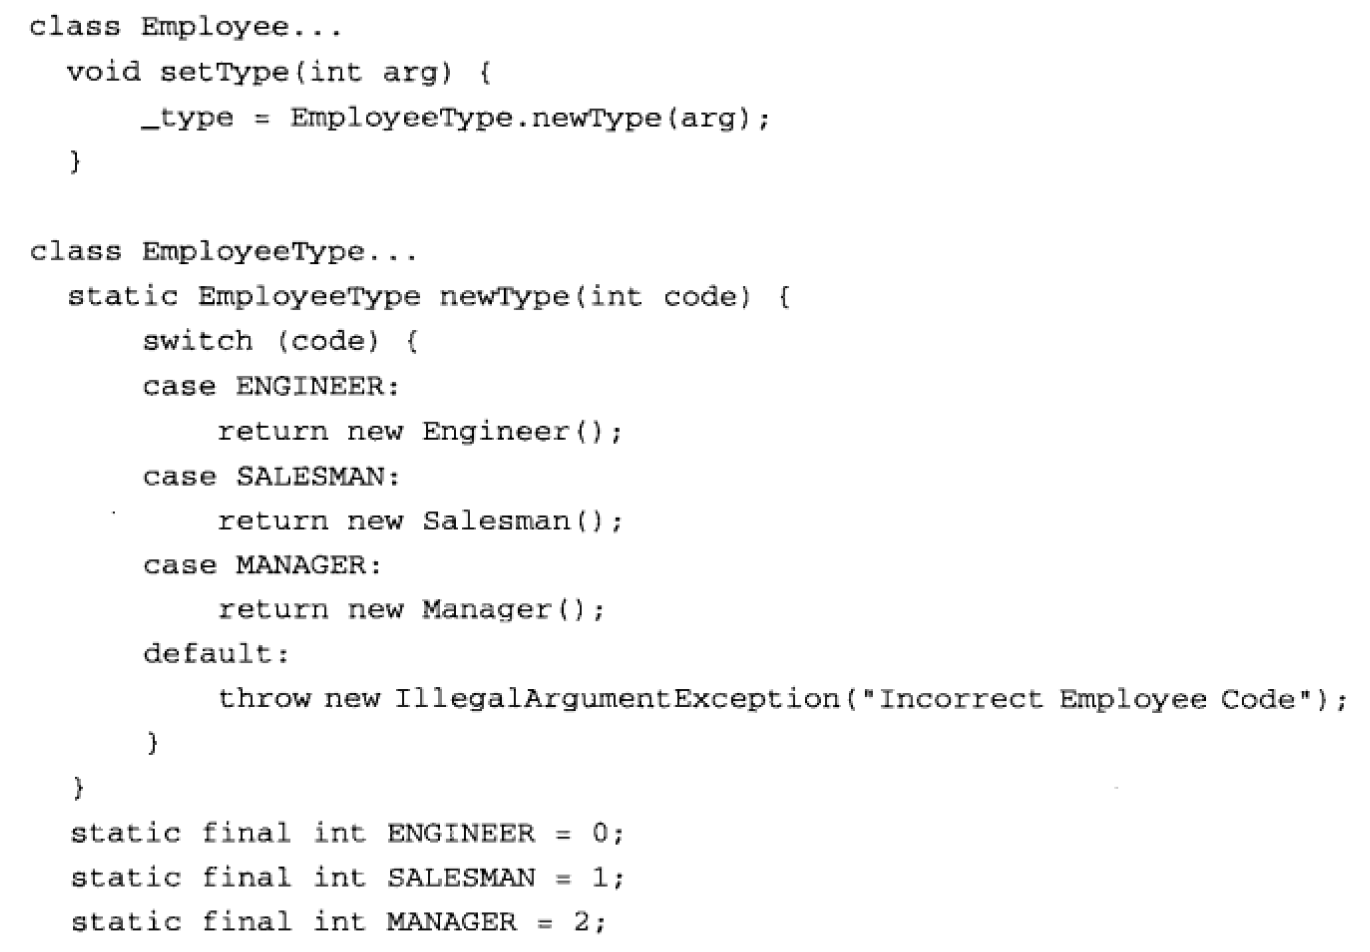 class Employee...
  void setType(int arg) {
      _type = EmployeeType.newType(arg);
  }

class EmployeeType...
  static EmployeeType newType(int code) {
      switch (code) {
      case ENGINEER:
          return new Engineer();
      case SALESMAN:
          return new Salesman();
      case MANAGER:
          return new Manager();
      default:
          throw new IllegalArgumentException("Incorrect Employee Code");
      }
  }
  static final int ENGINEER = 0;
  static final int SALESMAN = 1;
  static final int MANAGER = 2;